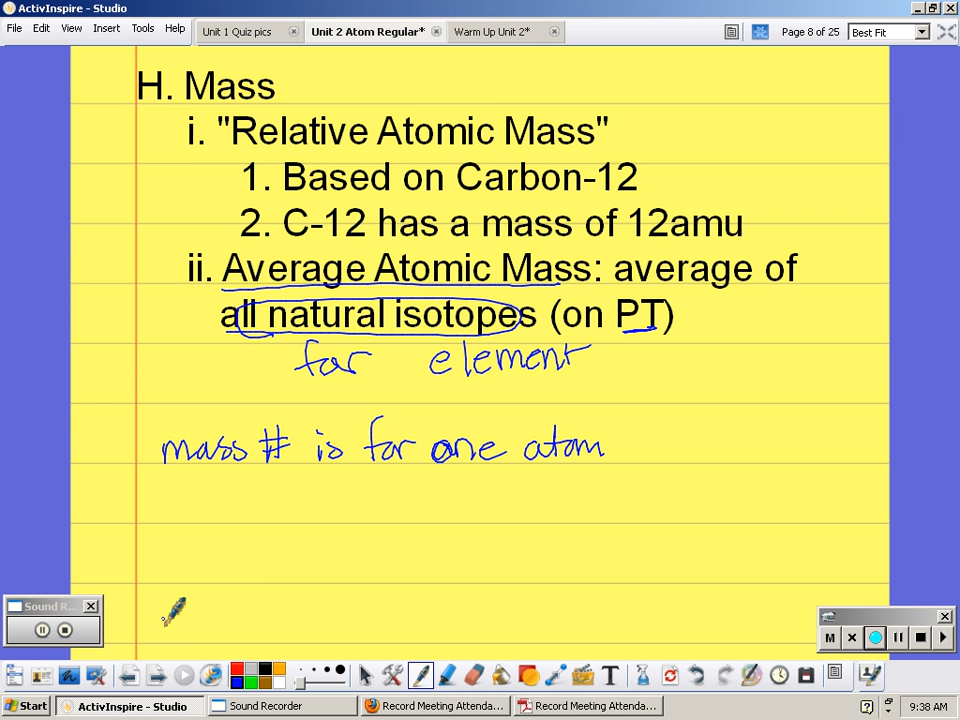 ActivInspire - Studio
File Edit View Insert Tools Help
Unit 1 Quiz pics Unit 2 Atom Regular* Warm Up Unit 2* Page 8 of 25 Best Fit
H. Mass
i. "Relative Atomic Mass"
1. Based on Carbon-12
2. C-12 has a mass of 12amu
ii. Average Atomic Mass: average of
all natural isotopes (on PT)
for element
mass # is for one atom
Sound R...
M
T
Start ActivInspire - Studio Sound Recorder Record Meeting Attenda... Record Meeting Attenda... 9:38 AM